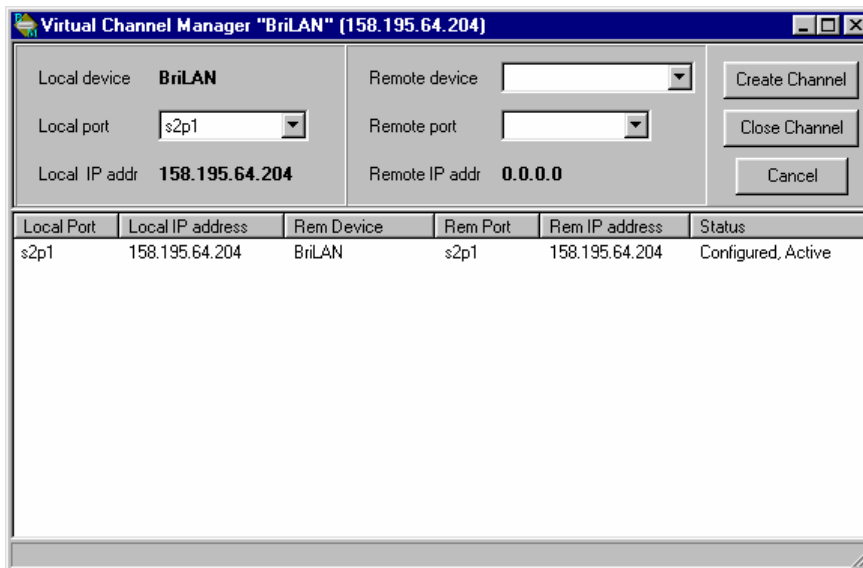 Virtual Channel Manager "BriLAN" (158.195.64.204)
Local device BriLAN
Local port s2p1
Local IP addr 158.195.64.204
Remote device
Remote port
Remote IP addr 0.0.0.0
Create Channel
Close Channel
Cancel
Local Port Local IP address Rem Device Rem Port Rem IP address Status
s2p1 158.195.64.204 BriLAN s2p1 158.195.64.204 Configured, Active